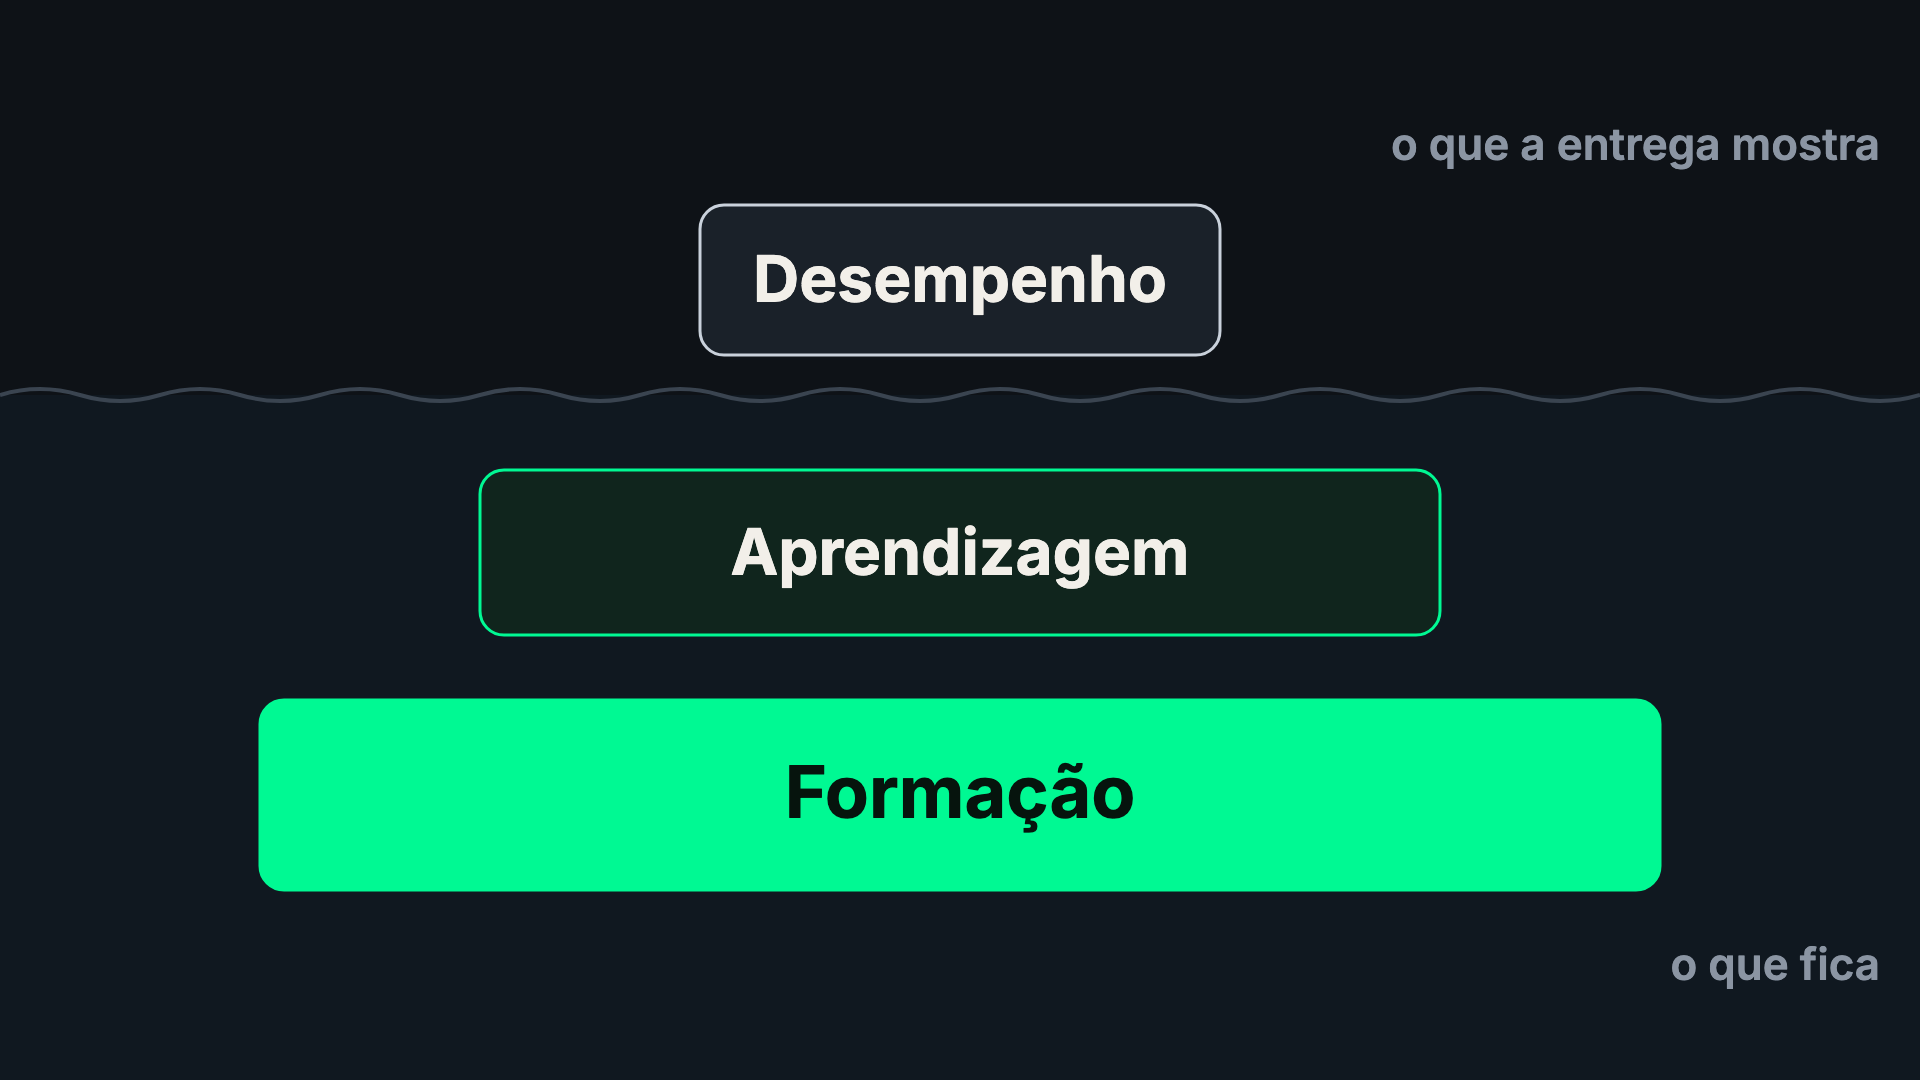 o que a entrega mostra
Desempenho
Aprendizagem
Formação
o que fica